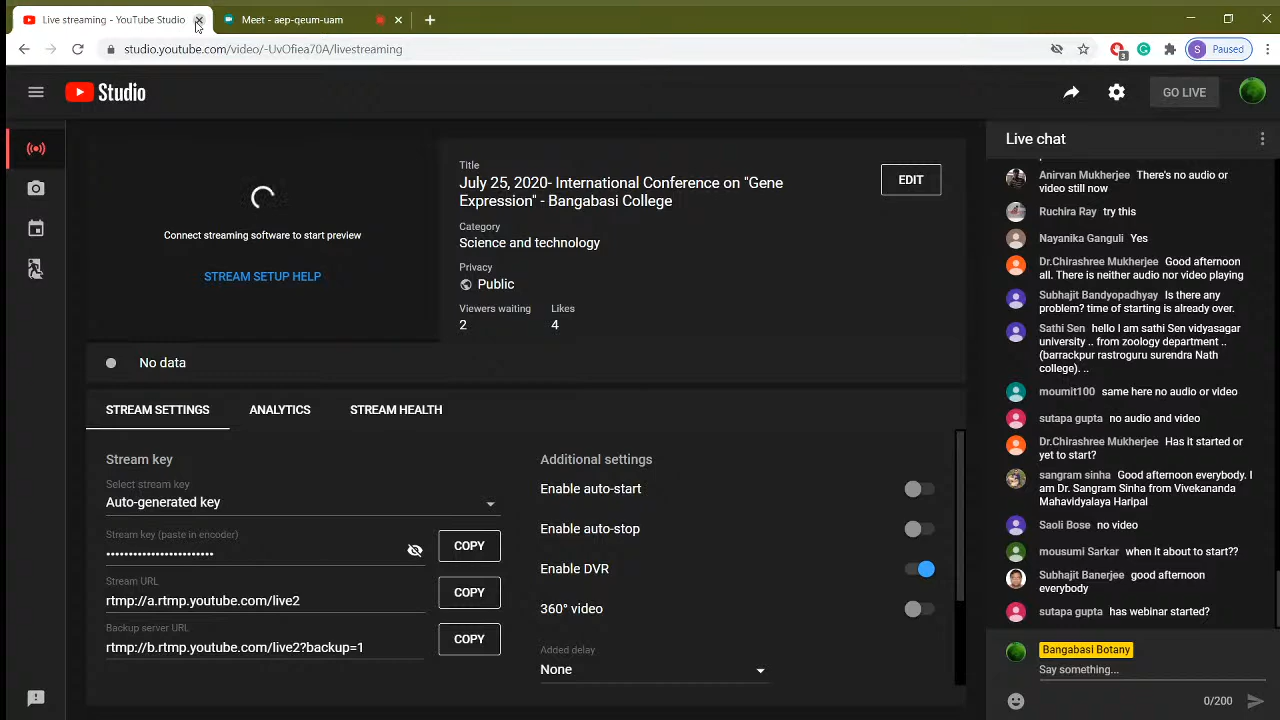 Live streaming - YouTube Studio
Meet - aep-qeum-uam
studio.youtube.com/video/-UvOfiea70A/livestreaming
3
S
Paused
Studio
GO LIVE
Connect streaming software to start preview
STREAM SETUP HELP
Title
July 25, 2020- International Conference on "Gene
Expression" - Bangabasi College
EDIT
Category
Science and technology
Privacy
Public
Viewers waiting
Likes
2
4
No data
STREAM SETTINGS
ANALYTICS
STREAM HEALTH
Stream key
Select stream key
Auto-generated key
Stream key (paste in encoder)
••••••••••••••••••••••••
COPY
Stream URL
rtmp://a.rtmp.youtube.com/live2
COPY
Backup server URL
rtmp://b.rtmp.youtube.com/live2?backup=1
COPY
Additional settings
Enable auto-start
Enable auto-stop
Enable DVR
360° video
Added delay
None
Live chat
Anirvan Mukherjee There's no audio or
video still now
Ruchira Ray try this
Nayanika Ganguli Yes
Dr.Chirashree Mukherjee Good afternoon
all. There is neither audio nor video playing
Subhajit Bandyopadhyay Is there any
problem? time of starting is already over.
Sathi Sen hello I am sathi Sen vidyasagar
university .. from zoology department ..
(barrackpur rastroguru surendra Nath
college). ..
moumit100 same here no audio or video
sutapa gupta no audio and video
Dr.Chirashree Mukherjee Has it started or
yet to start?
sangram sinha Good afternoon everybody. I
am Dr. Sangram Sinha from Vivekananda
Mahavidyalaya Haripal
Saoli Bose no video
mousumi Sarkar when it about to start??
Subhajit Banerjee good afternoon
everybody
sutapa gupta has webinar started?
Bangabasi Botany
Say something...
0/200